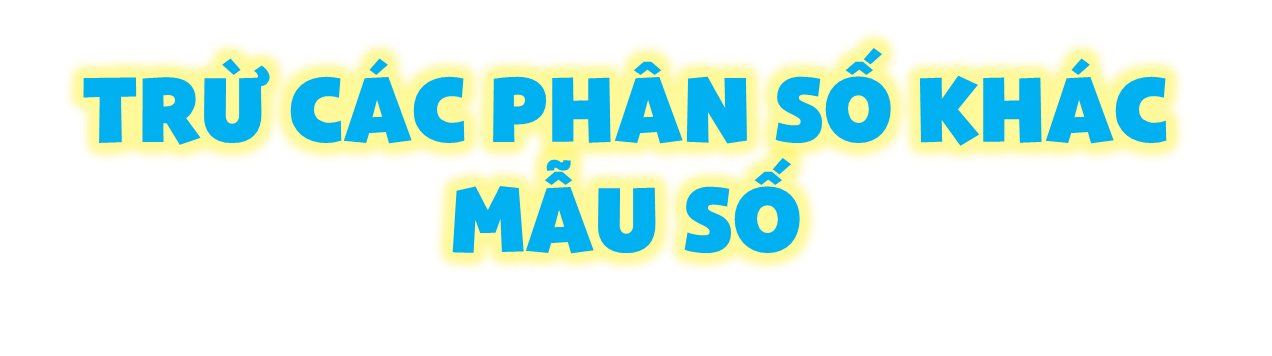 TRỪ CÁC PHÂN SỐ KHÁC
MẪU SỐ